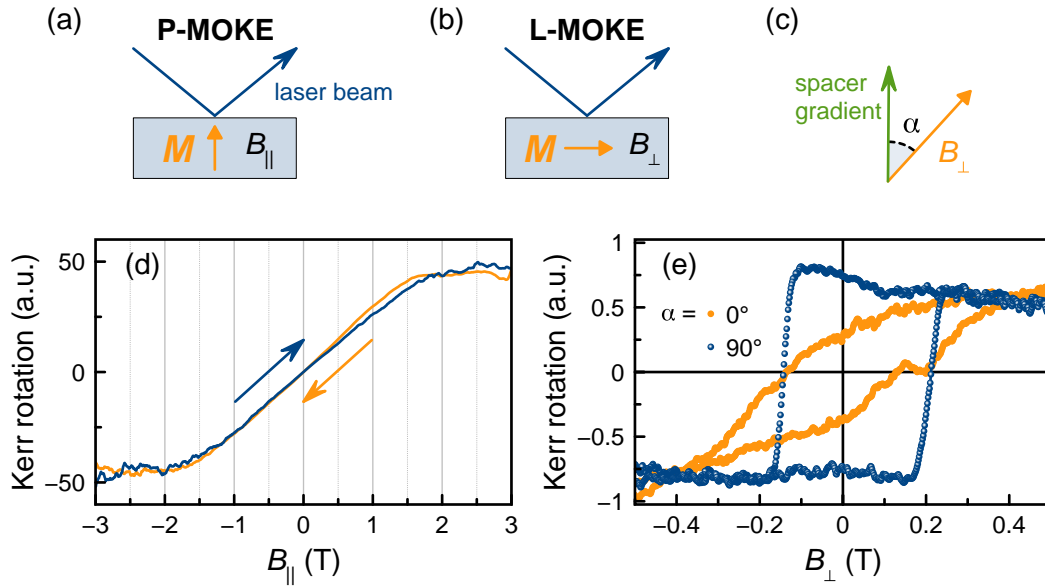 (a)
P-MOKE
laser beam
M
B∥
(b)
L-MOKE
M
B⊥
(c)
spacer
gradient
α
B⊥
(d)
Kerr rotation (a.u.)
50
0
−50
−3
−2
−1
0
1
2
3
B∥ (T)
(e)
Kerr rotation (a.u.)
1
0.5
0
−0.5
−1
α =
0°
90°
−0.4
−0.2
0
0.2
0.4
B⊥ (T)